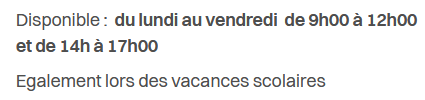 Disponible : du lundi au vendredi de 9h00 à 12h00
et de 14h à 17h00
Egalement lors des vacances scolaires